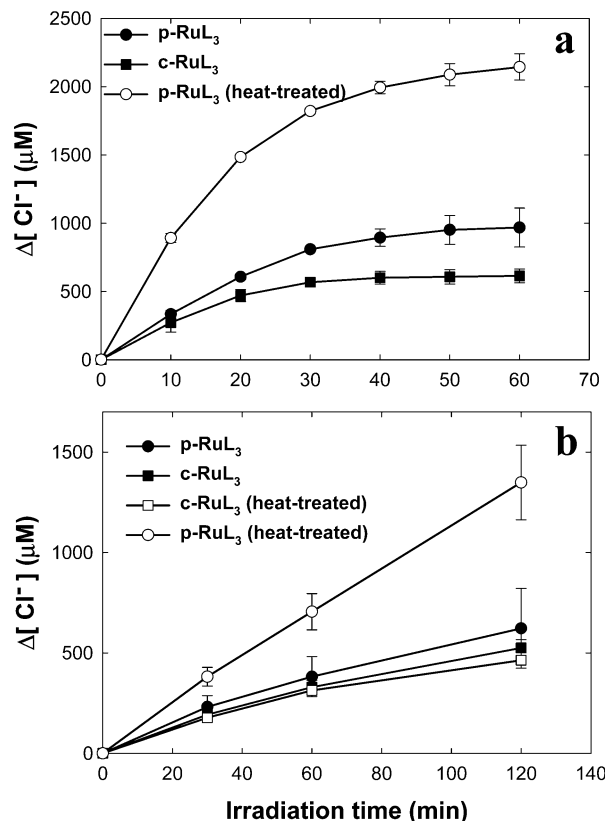 a
p-RuL3
c-RuL3
p-RuL3 (heat-treated)
Δ[ Cl⁻ ] (μM)
2500
2000
1500
1000
500
0
0 10 20 30 40 50 60 70
b
p-RuL3
c-RuL3
c-RuL3 (heat-treated)
p-RuL3 (heat-treated)
Δ[ Cl⁻ ] (μM)
1500
1000
500
0
0 20 40 60 80 100 120 140
Irradiation time (min)